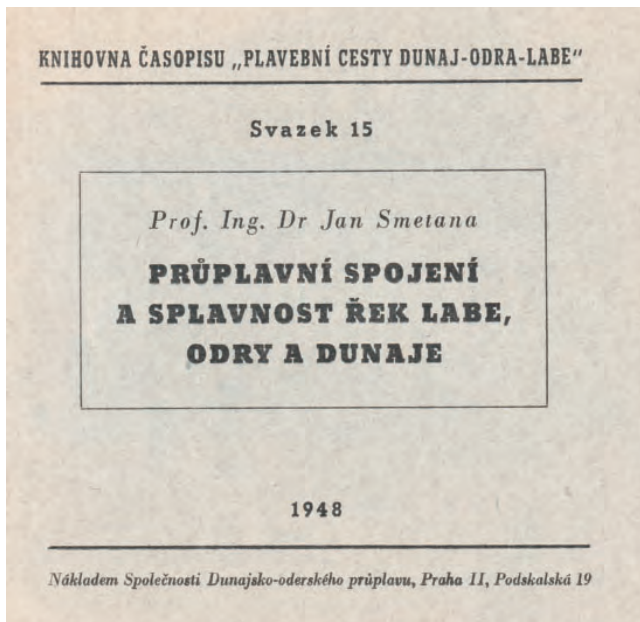 KNIHOVNA ČASOPISU „PLAVEBNÍ CESTY DUNAJ-ODRA-LABE“
Svazek 15
Prof. Ing. Dr Jan Smetana
PRŮPLAVNÍ SPOJENÍ
A SPLAVNOST ŘEK LABE,
ODRY A DUNAJE
1948
Nákladem Společnosti Dunajsko-oderského průplavu, Praha II, Podskalská 19